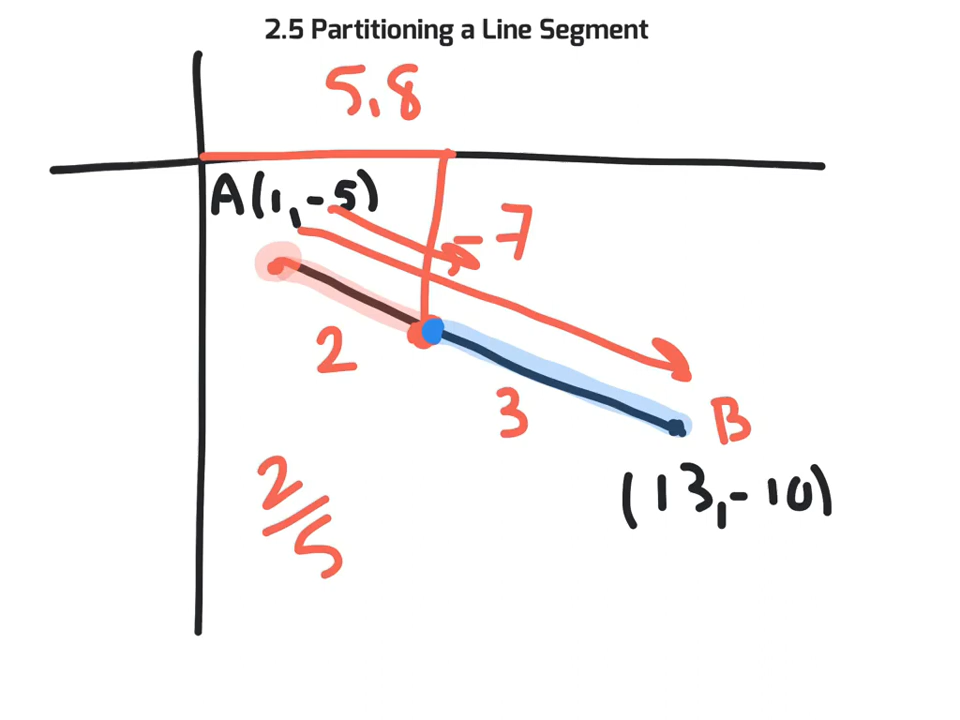 2.5 Partitioning a Line Segment
5,8
A(1,-5)
-7
2
3
B
(13,-10)
2/5